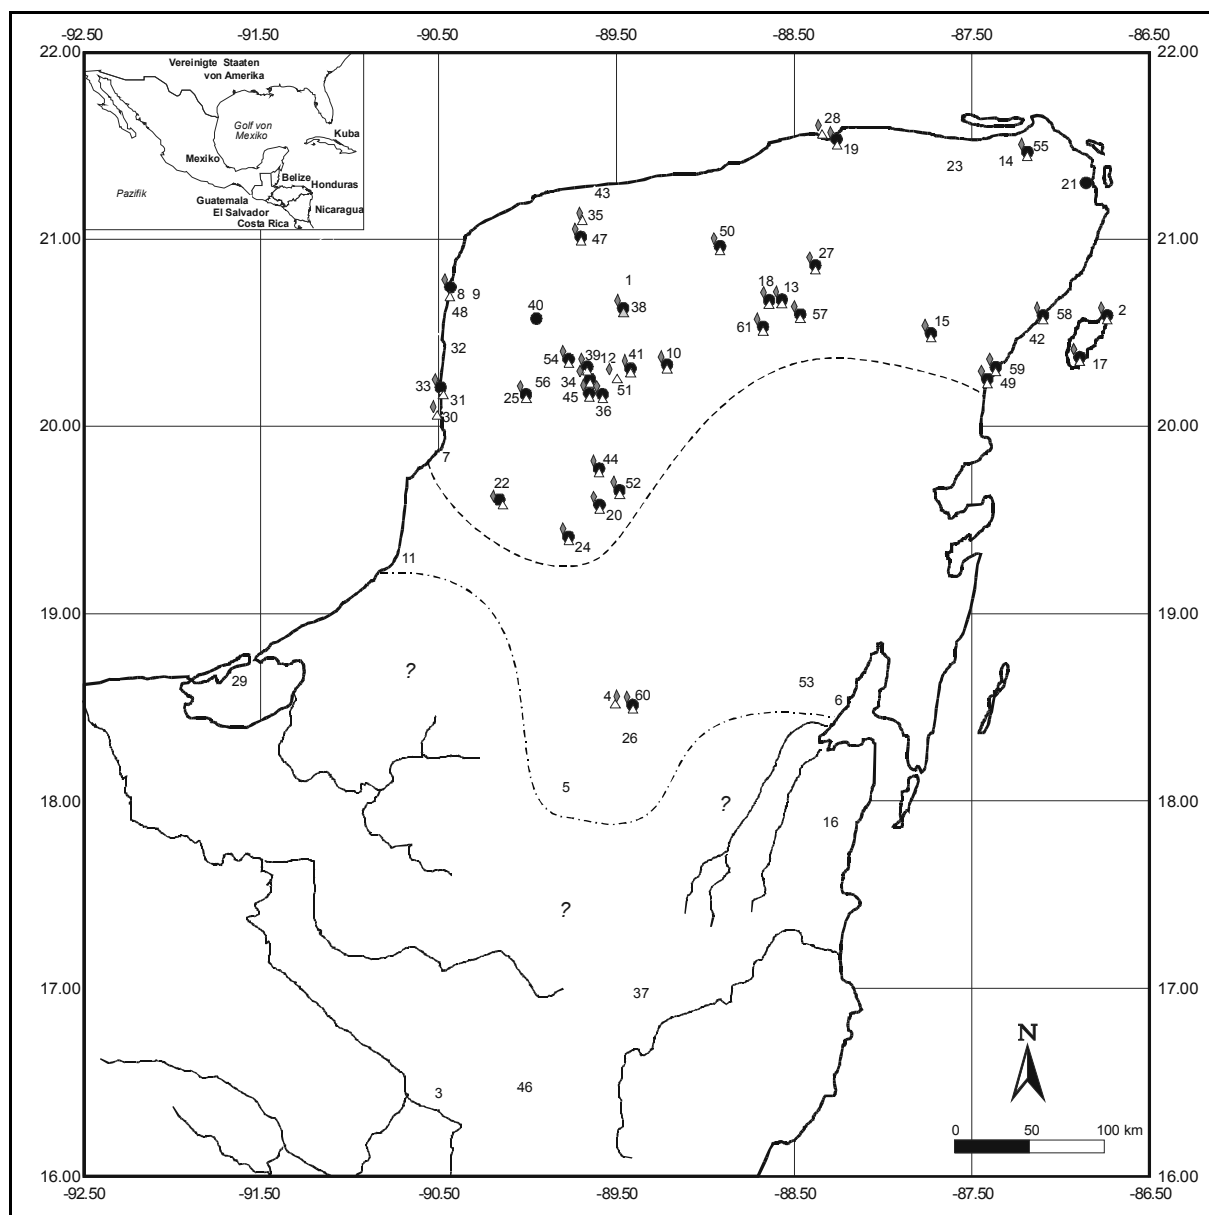 -92.50 -91.50 -90.50 -89.50 -88.50 -87.50 -86.50
22.00 22.00
Vereinigte Staaten
von Amerika
Golf von
Mexiko
Kuba
Mexiko
Belize
Honduras
Pazifik
Guatemala
El Salvador
Nicaragua
Costa Rica
28
19
55
14
23
21
43
35
21.00 47 50 21.00
27
1
18 13
8 9
48
40
38
57
58 2
61
15
42
32
54 39 12 41 10
17
59
33
56 34
49
31
25 45 51
30
36
20.00 20.00
7
44
22
52
20
24
11
19.00 19.00
?
29
53
4 60
6
26
5
18.00 ? 18.00
16
?
17.00 37 17.00
N
3
46
0 50 100 km
16.00 16.00
-92.50 -91.50 -90.50 -89.50 -88.50 -87.50 -86.50